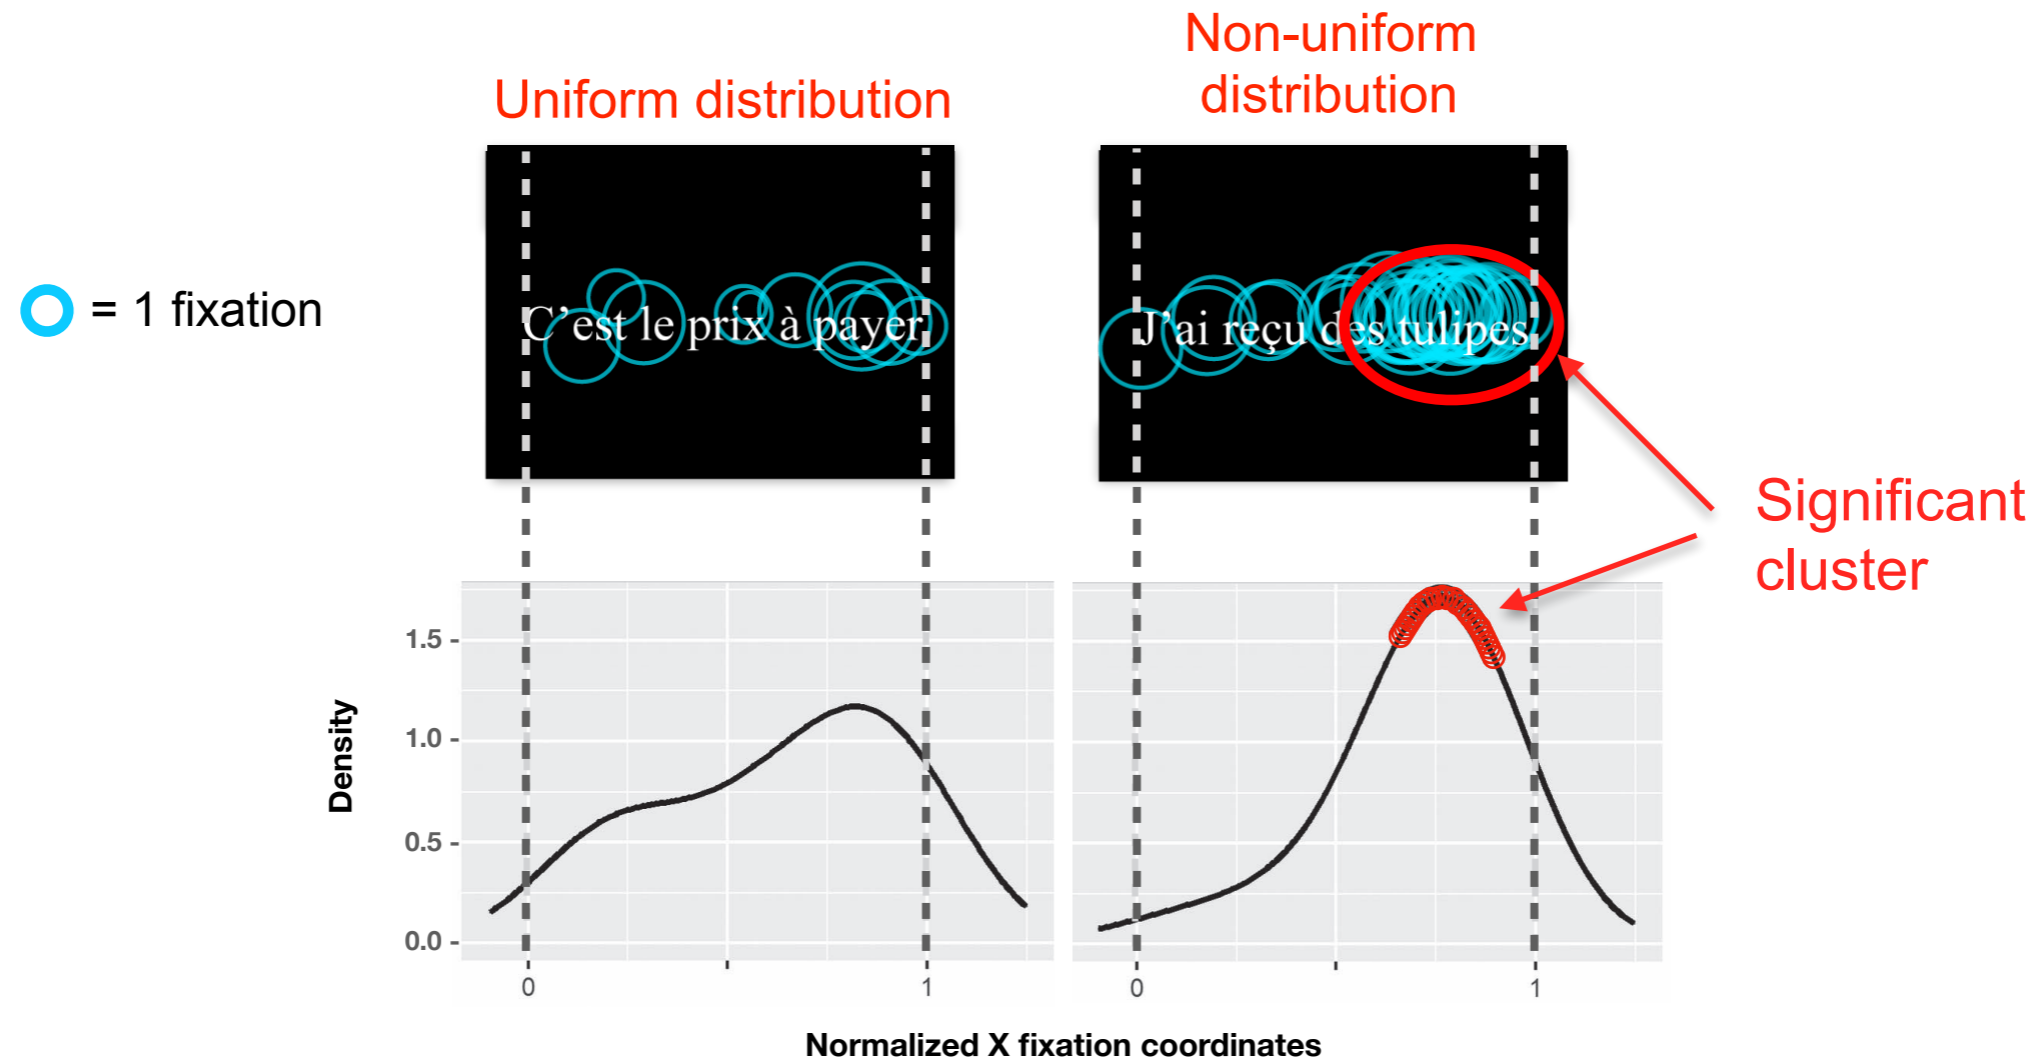 Non-uniform
distribution
Uniform distribution
= 1 fixation
C’est le prix à payer
J’ai reçu des tulipes
Significant
cluster
Density
1.5
1.0
0.5
0.0
0
1
0
1
Normalized X fixation coordinates